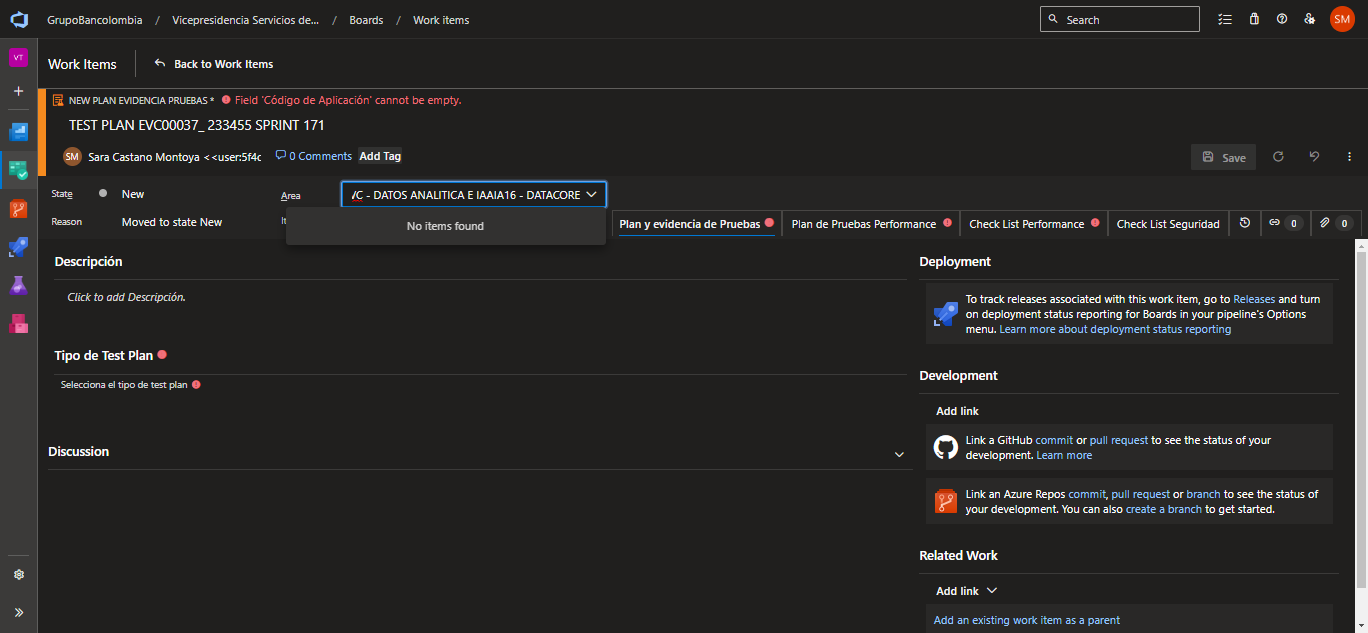 GrupoBancolombia / Vicepresidencia Servicios de... / Boards / Work items
Search
SM
VT
Work Items
Back to Work Items
NEW PLAN EVIDENCIA PRUEBAS * Field 'Código de Aplicación' cannot be empty.
TEST PLAN EVC00037_ 233455 SPRINT 171
SM Sara Castano Montoya <<user:5f4c
0 Comments
Add Tag
Save
State New
Area
VC - DATOS ANALITICA E IAAIA16 - DATACORE
Reason Moved to state New
It
No items found
Plan y evidencia de Pruebas
Plan de Pruebas Performance
Check List Performance
Check List Seguridad
0
0
Descripción
Click to add Descripción.
Tipo de Test Plan
Selecciona el tipo de test plan
Discussion
Deployment
To track releases associated with this work item, go to Releases and turn
on deployment status reporting for Boards in your pipeline's Options
menu. Learn more about deployment status reporting
Development
Add link
Link a GitHub commit or pull request to see the status of your
development. Learn more
Link an Azure Repos commit, pull request or branch to see the status of
your development. You can also create a branch to get started.
Related Work
Add link
Add an existing work item as a parent